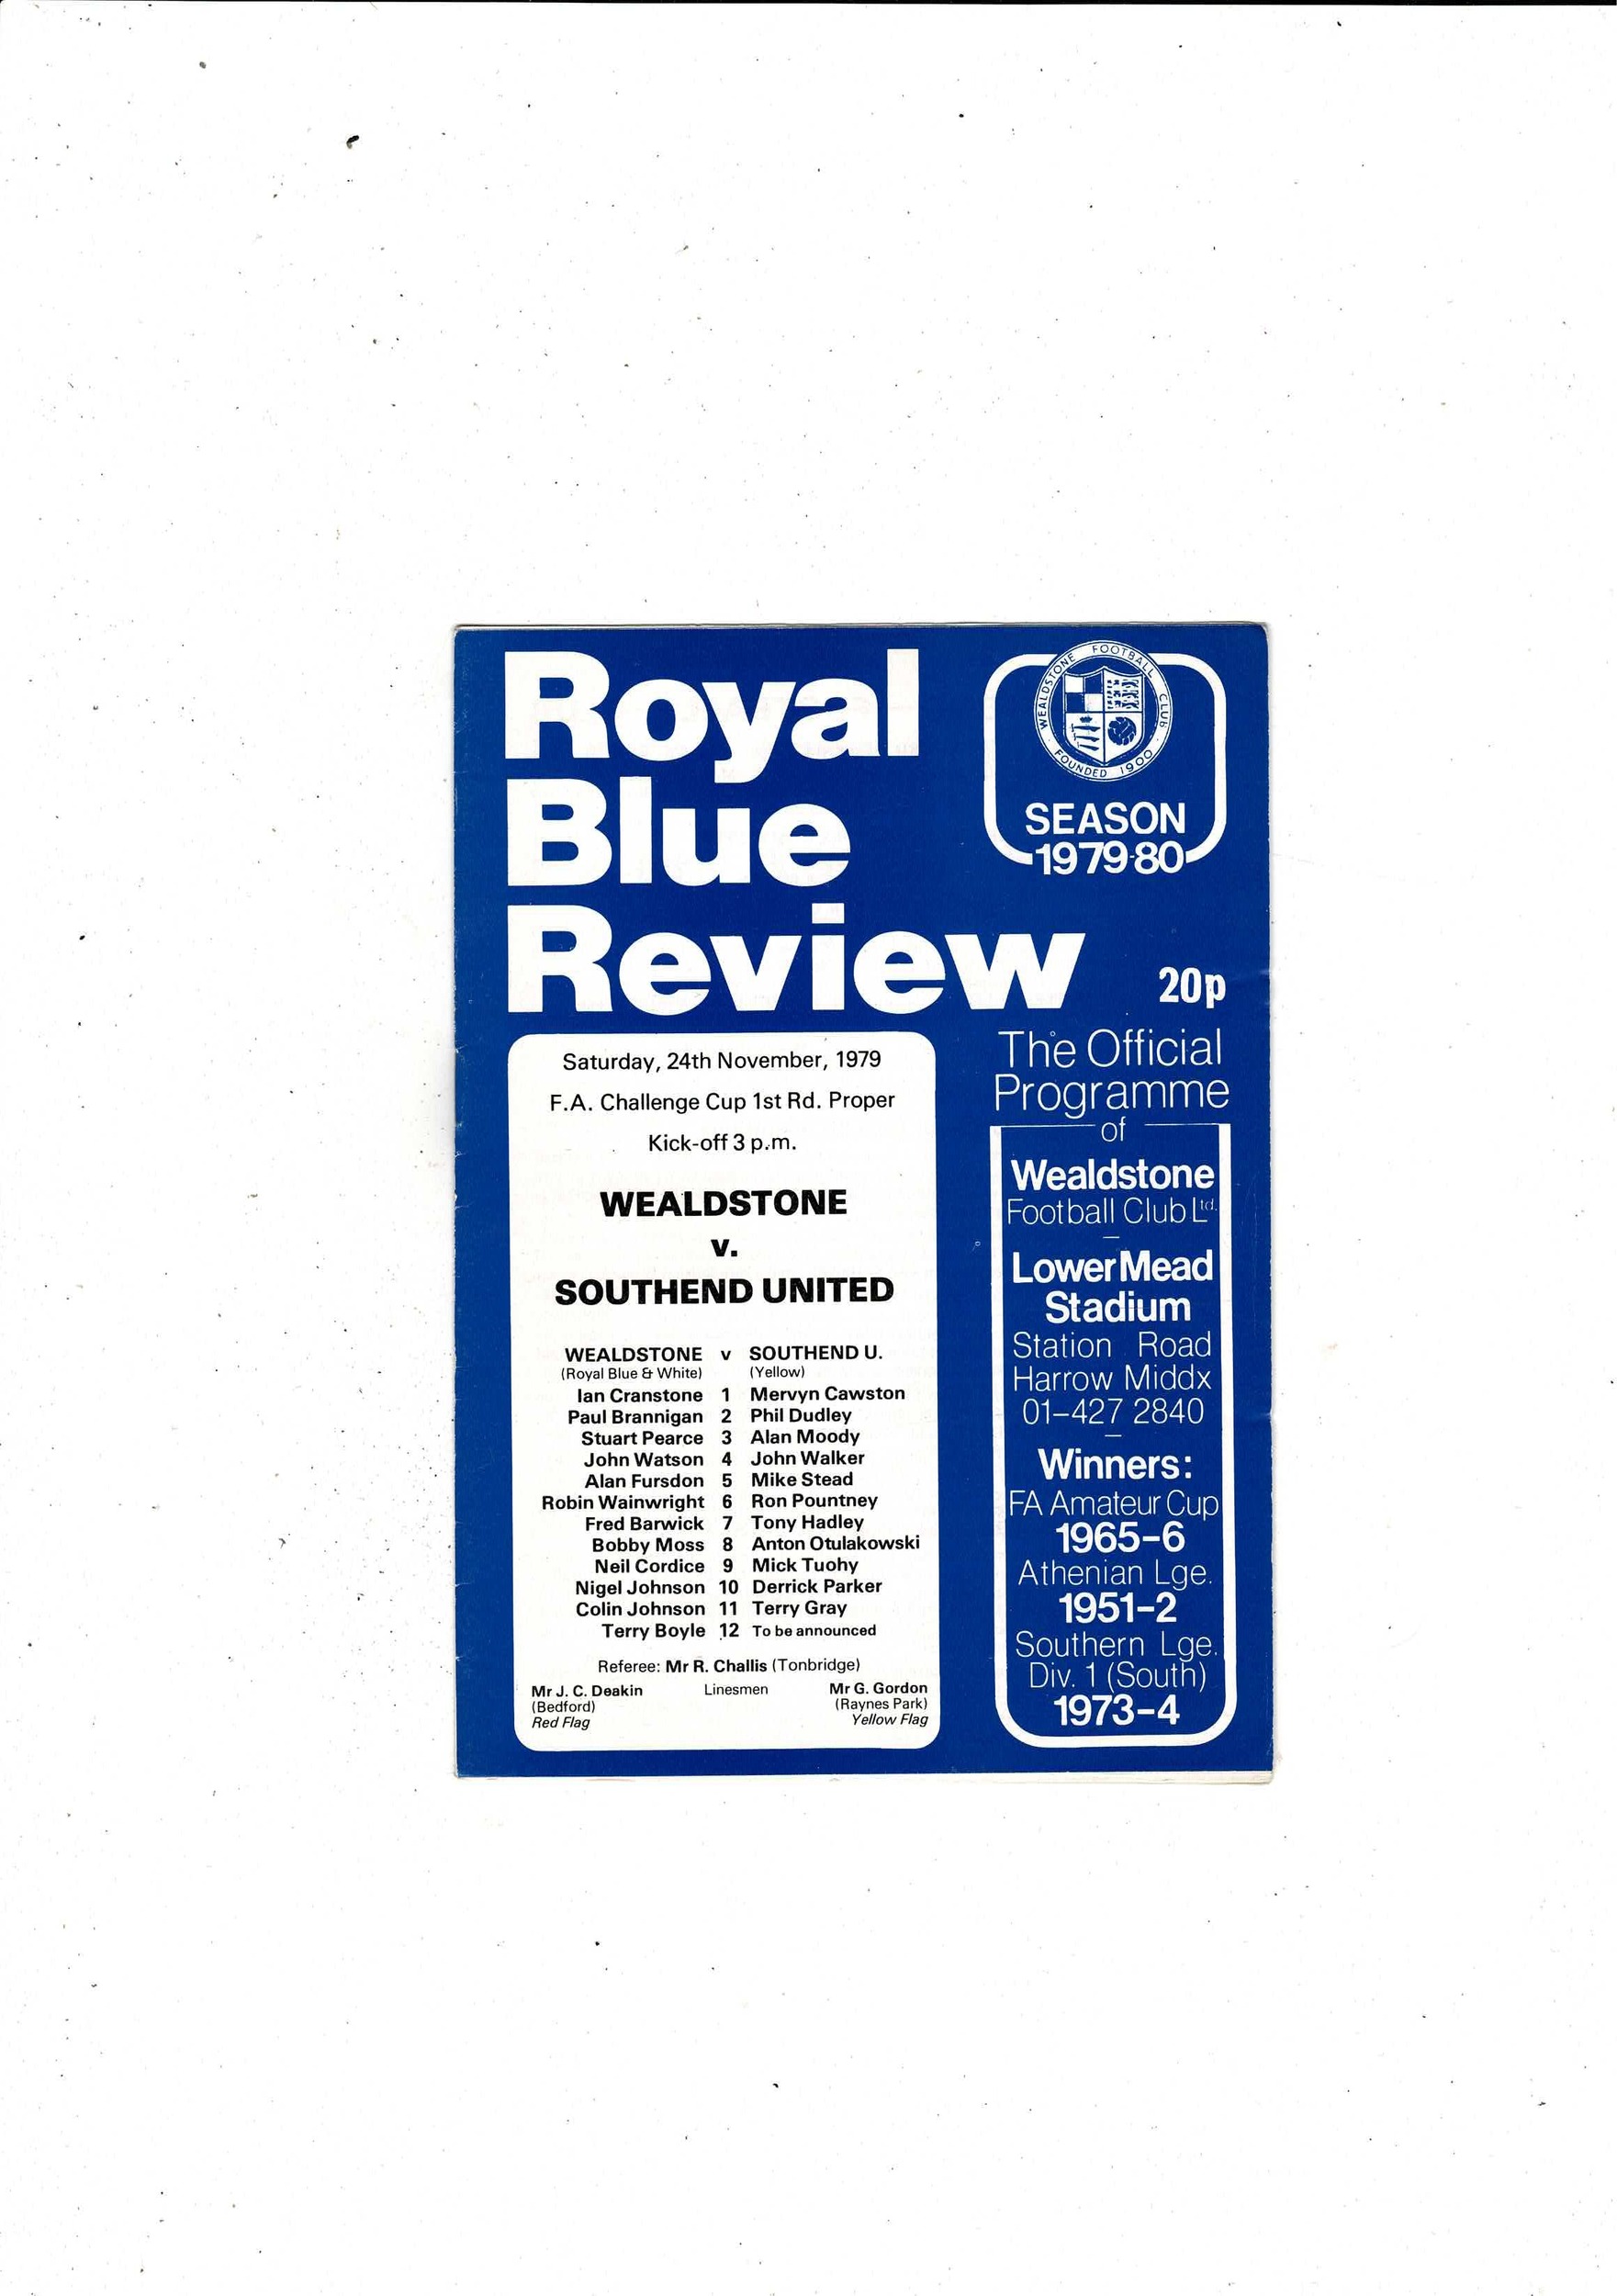 Royal
Blue
Review
WEALDSTONE FOOTBALL CLUB
FOUNDED 1900
SEASON
1979-80
20p
Saturday, 24th November, 1979
F.A. Challenge Cup 1st Rd. Proper
Kick-off 3 p.m.
WEALDSTONE
v.
SOUTHEND UNITED
WEALDSTONE v SOUTHEND U.
(Royal Blue & White) (Yellow)
Ian Cranstone 1 Mervyn Cawston
Paul Brannigan 2 Phil Dudley
Stuart Pearce 3 Alan Moody
John Watson 4 John Walker
Alan Fursdon 5 Mike Stead
Robin Wainwright 6 Ron Pountney
Fred Barwick 7 Tony Hadley
Bobby Moss 8 Anton Otulakowski
Neil Cordice 9 Mick Tuohy
Nigel Johnson 10 Derrick Parker
Colin Johnson 11 Terry Gray
Terry Boyle 12 To be announced
Referee: Mr R. Challis (Tonbridge)
Mr J. C. Deakin Linesmen Mr G. Gordon
(Bedford) (Raynes Park)
Red Flag Yellow Flag
The Official
Programme
of
Wealdstone
Football Club Ltd.
Lower Mead
Stadium
Station Road
Harrow Middx
01-427 2840
Winners:
FA Amateur Cup
1965-6
Athenian Lge.
1951-2
Southern Lge.
Div. 1 (South)
1973-4